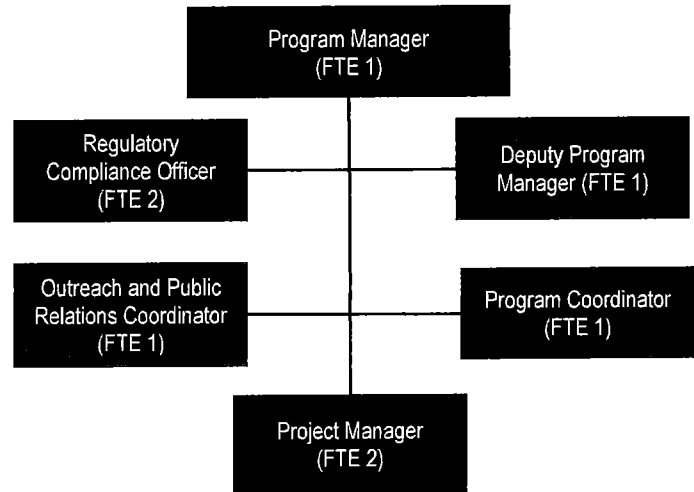 Program Manager
(FTE 1)
Regulatory
Compliance Officer
(FTE 2)
Deputy Program
Manager (FTE 1)
Outreach and Public
Relations Coordinator
(FTE 1)
Program Coordinator
(FTE 1)
Project Manager
(FTE 2)